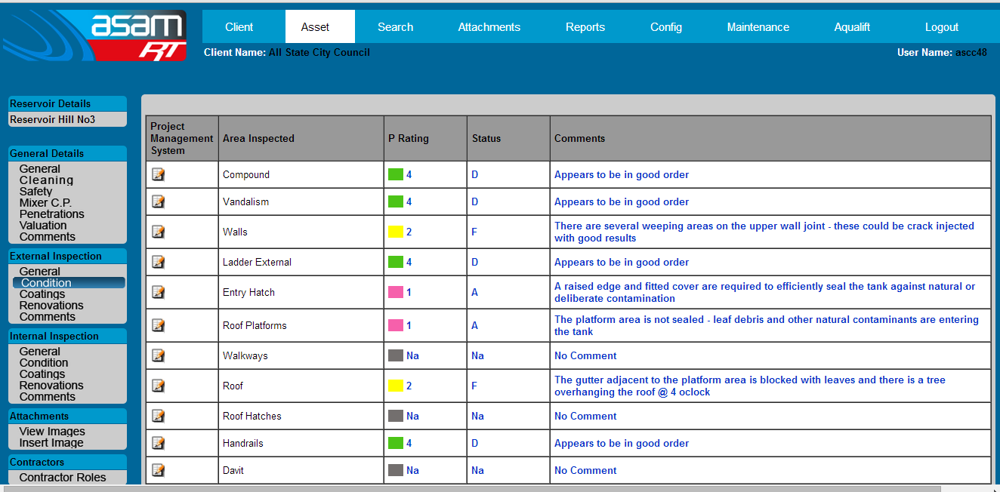 asam
RT
Client Asset Search Attachments Reports Config Maintenance Aqualift Logout
Client Name: All State City Council User Name: ascc48
Reservoir Details
Reservoir Hill No3
General Details
General
Cleaning
Safety
Mixer C.P.
Penetrations
Valuation
Comments
External Inspection
General
Condition
Coatings
Renovations
Comments
Internal Inspection
General
Condition
Coatings
Renovations
Comments
Attachments
View Images
Insert Image
Contractors
Contractor Roles
Project
Management
System
Area Inspected P Rating Status Comments
Compound 4 D Appears to be in good order
Vandalism 4 D Appears to be in good order
Walls 2 F There are several weeping areas on the upper wall joint - these could be crack injected
with good results
Ladder External 4 D Appears to be in good order
Entry Hatch 1 A A raised edge and fitted cover are required to efficiently seal the tank against natural or
deliberate contamination
Roof Platforms 1 A The platform area is not sealed - leaf debris and other natural contaminants are entering
the tank
Walkways Na Na No Comment
Roof 2 F The gutter adjacent to the platform area is blocked with leaves and there is a tree
overhanging the roof @ 4 oclock
Roof Hatches Na Na No Comment
Handrails 4 D Appears to be in good order
Davit Na Na No Comment